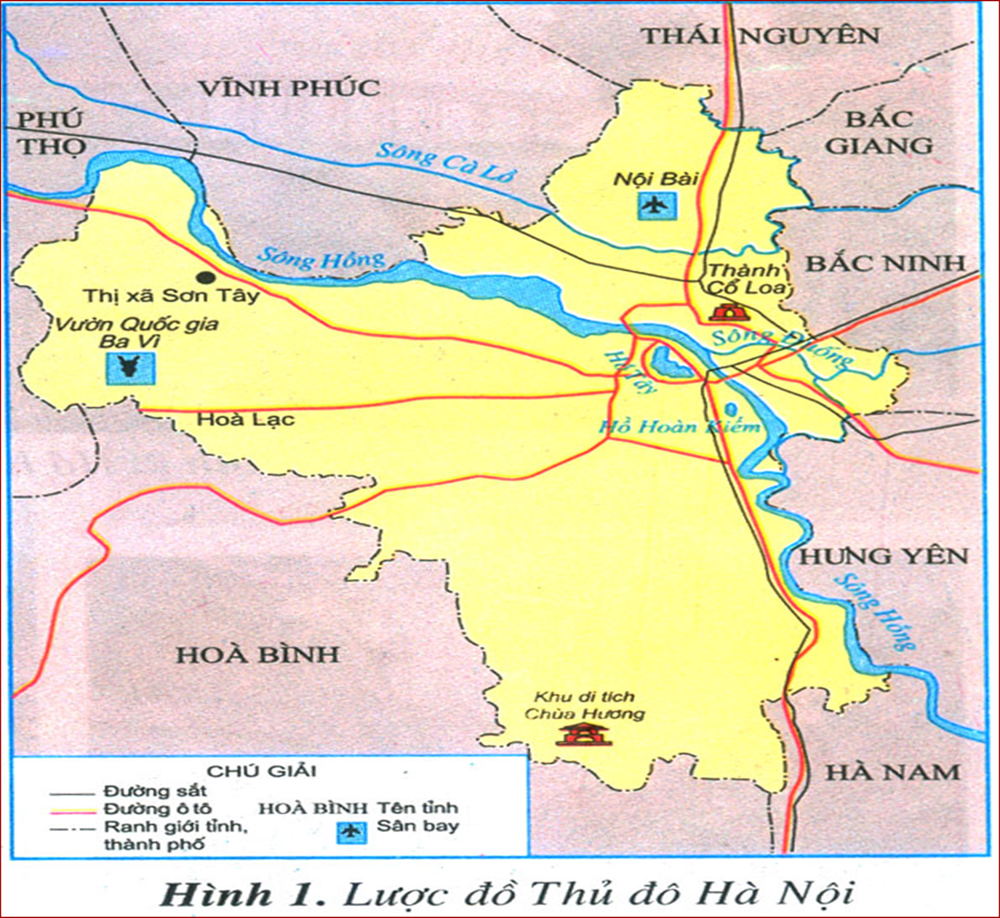 THÁI NGUYÊN
VĨNH PHÚC
PHÚ
THỌ
BẮC
GIANG
Sông Cà Lồ
Nội Bài
Sông Hồng
BẮC NINH
Thành
Cổ Loa
Thị xã Sơn Tây
Vườn Quốc gia
Ba Vì
Sông Đuống
Hồ Tây
Hoà Lạc
Hồ Hoàn Kiếm
HƯNG YÊN
Sông Hồng
HOÀ BÌNH
Khu di tích
Chùa Hương
HÀ NAM
CHÚ GIẢI
Đường sắt
Đường ô tô
Ranh giới tỉnh,
thành phố
HOÀ BÌNH Tên tỉnh
Sân bay
Hình 1. Lược đồ Thủ đô Hà Nội